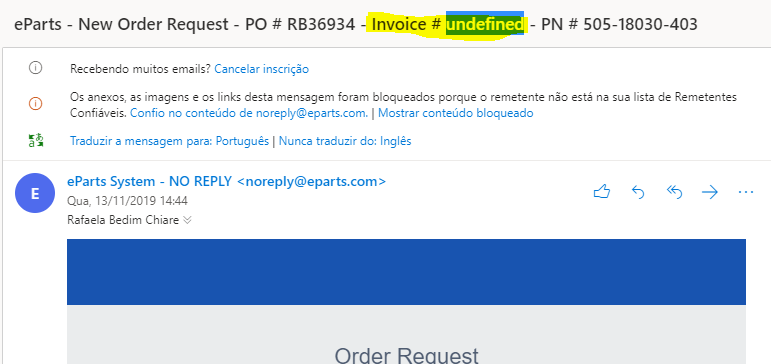 eParts - New Order Request - PO # RB36934 - Invoice # undefined - PN # 505-18030-403
Recebendo muitos emails? Cancelar inscrição
Os anexos, as imagens e os links desta mensagem foram bloqueados porque o remetente não está na sua lista de Remetentes
Confiáveis. Confio no conteúdo de noreply@eparts.com. | Mostrar conteúdo bloqueado
Traduzir a mensagem para: Português | Nunca traduzir do: Inglês
E
eParts System - NO REPLY <noreply@eparts.com>
Qua, 13/11/2019 14:44
Rafaela Bedim Chiare
Order Request